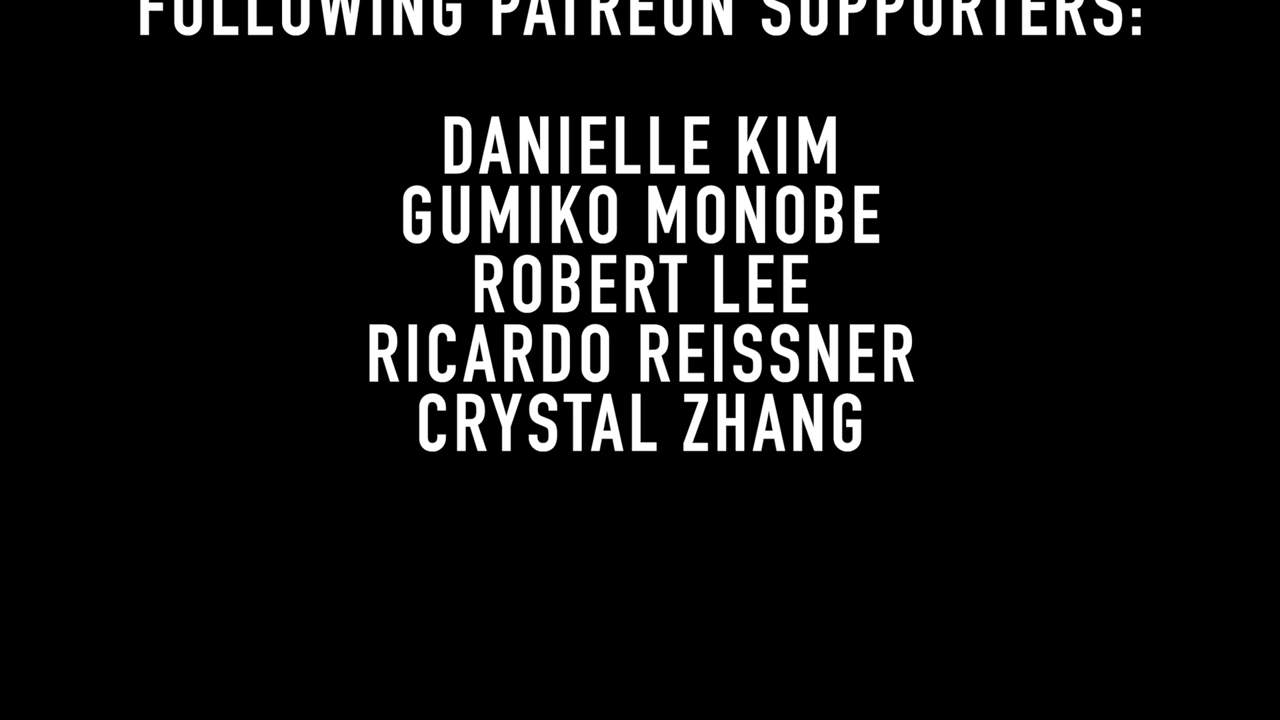 FOLLOWING PATREON SUPPORTERS:
DANIELLE KIM
GUMIKO MONOBE
ROBERT LEE
RICARDO REISSNER
CRYSTAL ZHANG